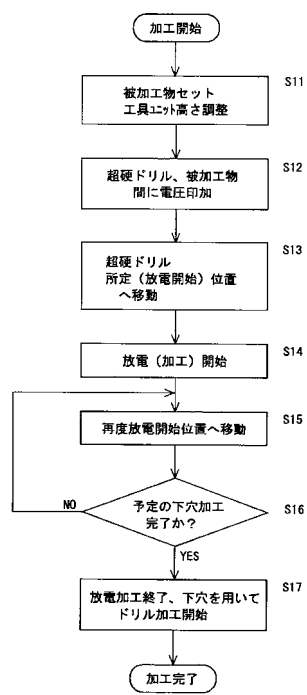 加工開始
S11
被加工物セット
工具ユニット高さ調整
S12
超硬ドリル、被加工物
間に電圧印加
S13
超硬ドリル
所定（放電開始）位置
へ移動
S14
放電（加工）開始
S15
再度放電開始位置へ移動
S16
予定の下穴加工
完了か？
NO
YES
S17
放電加工終了、下穴を用いて
ドリル加工開始
加工完了